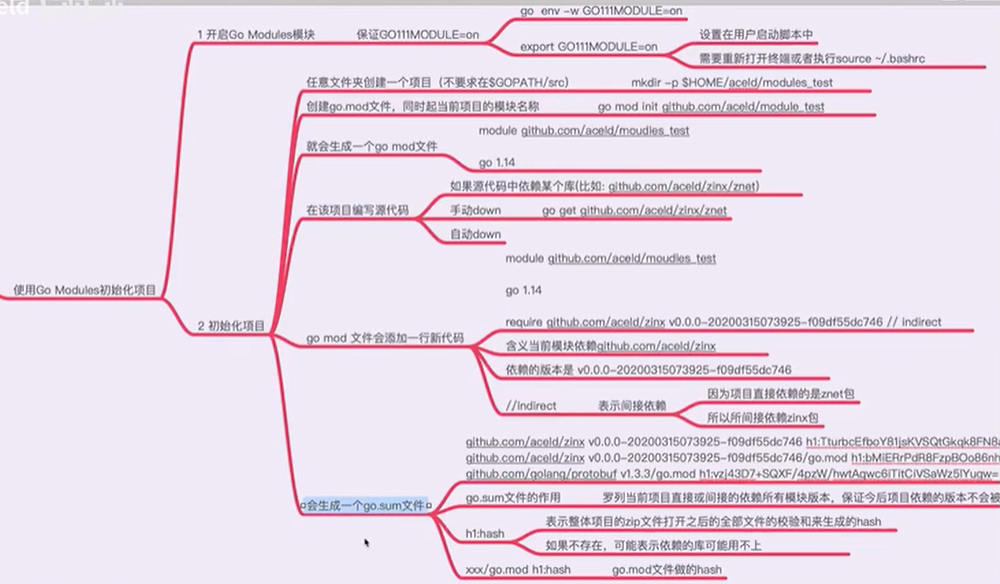 1 开启Go Modules模块
保证GO111MODULE=on
go env -w GO111MODULE=on
export GO111MODULE=on
设置在用户启动脚本中
需要重新打开终端或者执行source ~/.bashrc
任意文件夹创建一个项目（不要求在$GOPATH/src）
mkdir -p $HOME/aceld/modules_test
创建go.mod文件，同时起当前项目的模块名称
go mod init github.com/aceld/module_test
就会生成一个go mod文件
module github.com/aceld/moudles_test
go 1.14
在该项目编写源代码
如果源代码中依赖某个库(比如: github.com/aceld/zinx/znet)
手动down
go get github.com/aceld/zinx/znet
自动down
使用Go Modules初始化项目
2 初始化项目
go mod 文件会添加一行新代码
module github.com/aceld/moudles_test
go 1.14
require github.com/aceld/zinx v0.0.0-20200315073925-f09df55dc746 // indirect
含义当前模块依赖github.com/aceld/zinx
依赖的版本是 v0.0.0-20200315073925-f09df55dc746
//indirect
表示间接依赖
因为项目直接依赖的是znet包
所以所间接依赖zinx包
会生成一个go.sum文件
github.com/aceld/zinx v0.0.0-20200315073925-f09df55dc746
github.com/aceld/zinx v0.0.0-20200315073925-f09df55dc746/go.mod
github.com/golang/protobuf v1.3.3/go.mod h1:vzj43D7+SQXF/4pzW/hwtAqwc6iTitCiVSaWz5lYuqw=
go.sum文件的作用
罗列当前项目直接或间接的依赖所有模块版本，保证今后项目依赖的版本不会被
h1:hash
表示整体项目的zip文件打开之后的全部文件的校验和来生成的hash
如果不存在，可能表示依赖的库可能用不上
xxx/go.mod h1:hash
go.mod文件做的hash